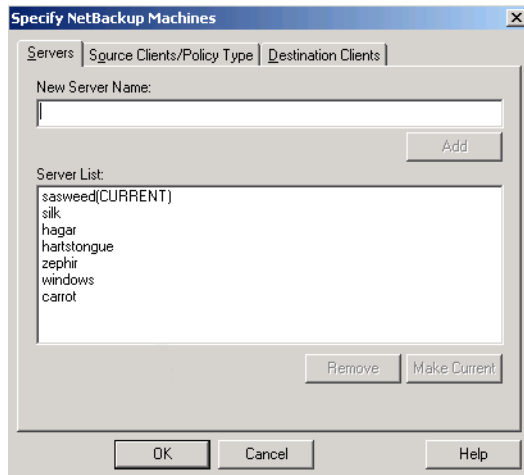 Specify NetBackup Machines
Servers
Source Clients/Policy Type
Destination Clients
New Server Name:
Add
Server List:
sasweed(CURRENT)
silk
hagar
hartstongue
zephir
windows
carrot
Remove
Make Current
OK
Cancel
Help